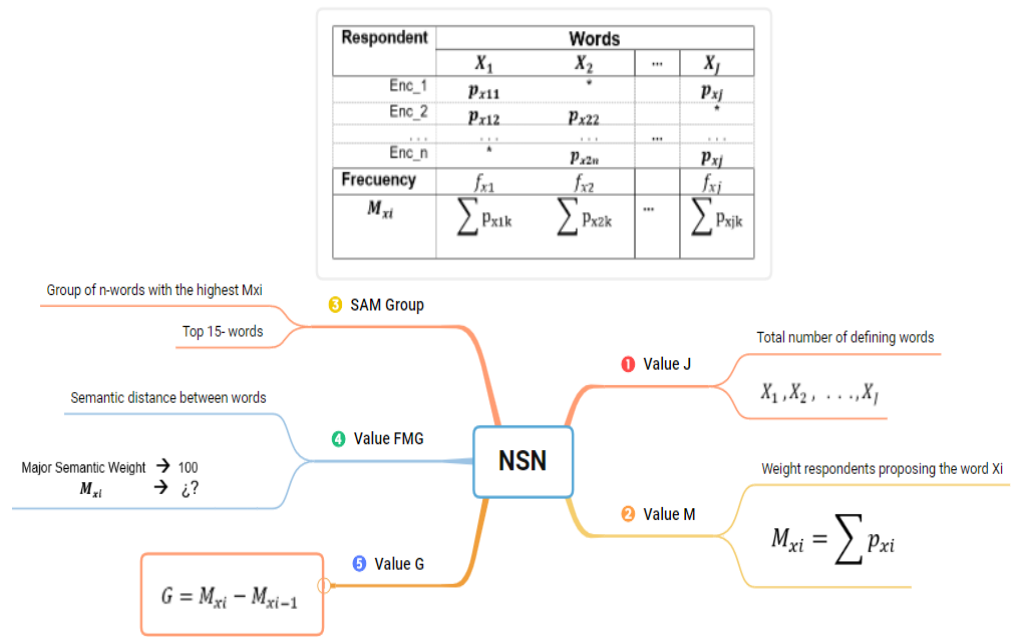 Respondent Words
X₁ X₂ ... X_J
Enc_1 pₓ₁₁ * pₓⱼ
Enc_2 pₓ₁₂ pₓ₂₂ *
... ... ... ... ...
Enc_n * pₓ₂ₙ pₓⱼ
Frecuency fₓ₁ fₓ₂ fₓⱼ
Mₓᵢ ∑ pₓ₁ₖ ∑ pₓ₂ₖ ... ∑ pₓⱼₖ
Group of n-words with the highest Mxi
3 SAM Group
Top 15- words
Total number of defining words
1 Value J
X₁ ,X₂ , . . .,X_J
Semantic distance between words
4 Value FMG
Major Semantic Weight → 100
Mₓᵢ → ¿?
NSN
Weight respondents proposing the word Xi
2 Value M
Mₓᵢ = ∑ pₓᵢ
5 Value G
G = Mₓᵢ − Mₓᵢ₋₁